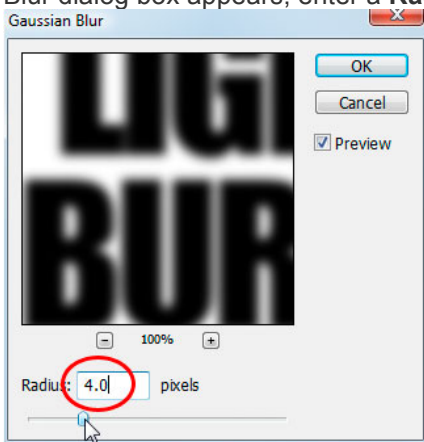 Blur dialog box appears, enter a Ra
Gaussian Blur
LIG
BUR
OK
Cancel
Preview
100%
Radius: 4.0 pixels